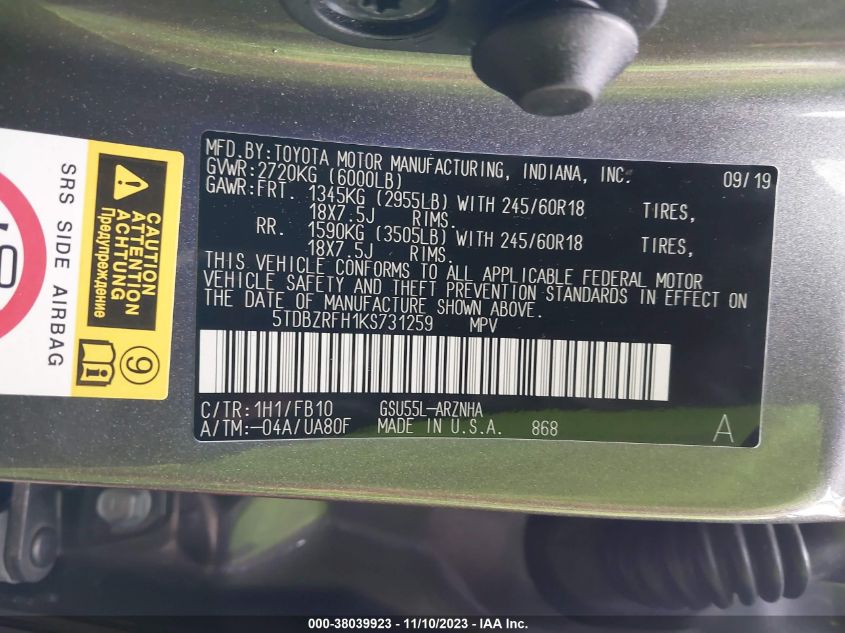 MFD.BY:TOYOTA MOTOR MANUFACTURING, INDIANA, INC. 09/19
GVWR:2720KG (6000LB)
GAWR:FRT. 1345KG (2955LB) WITH 245/60R18 TIRES,
18X7.5J RIMS.
RR. 1590KG (3505LB) WITH 245/60R18 TIRES,
18X7.5J RIMS.
THIS VEHICLE CONFORMS TO ALL APPLICABLE FEDERAL MOTOR
VEHICLE SAFETY AND THEFT PREVENTION STANDARDS IN EFFECT ON
THE DATE OF MANUFACTURE SHOWN ABOVE.
5TDBZRFH1KS731259 MPV
C/TR:1H1/FB10 GSU55L-ARZNHA
A/TM:-04A/UA80F MADE IN U.S.A. 868 A
SRS SIDE AIRBAG
CAUTION
ATTENTION
ACHTUNG
Предупреждение
9
000-38039923 - 11/10/2023 - IAA Inc.